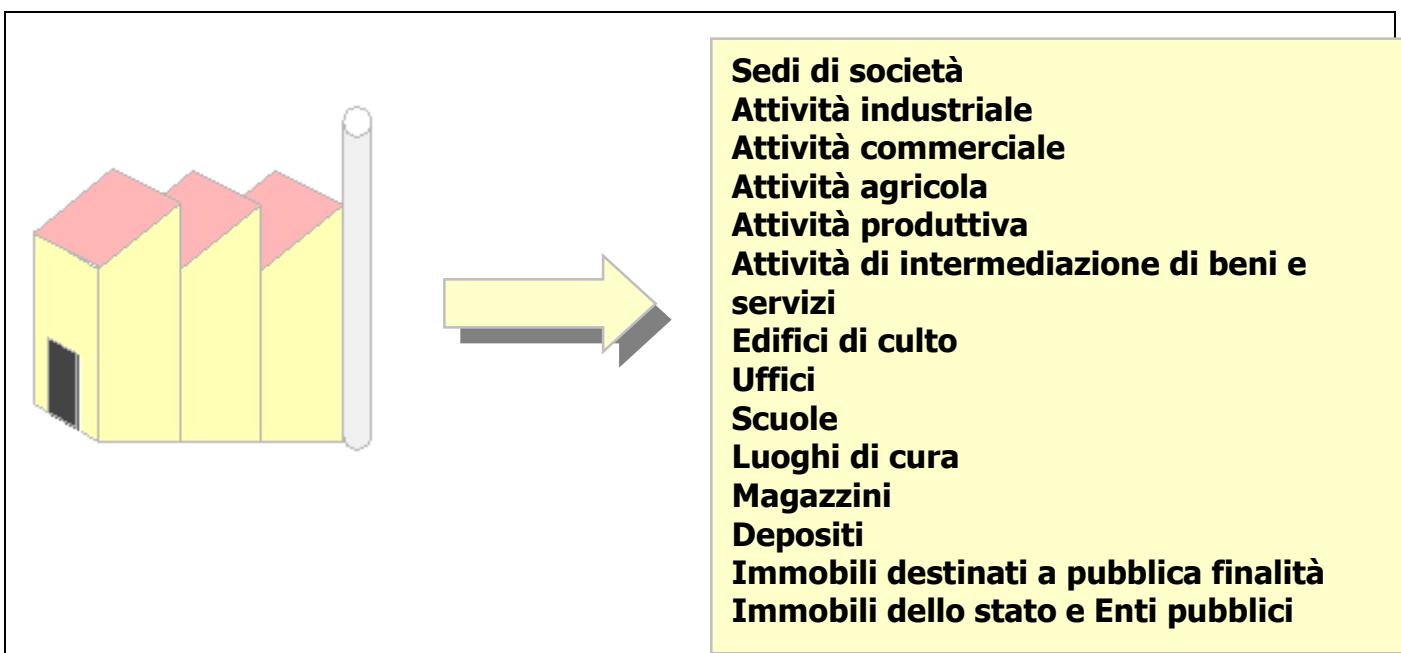 Sedi di società
Attività industriale
Attività commerciale
Attività agricola
Attività produttiva
Attività di intermediazione di beni e
servizi
Edifici di culto
Uffici
Scuole
Luoghi di cura
Magazzini
Depositi
Immobili destinati a pubblica finalità
Immobili dello stato e Enti pubblici